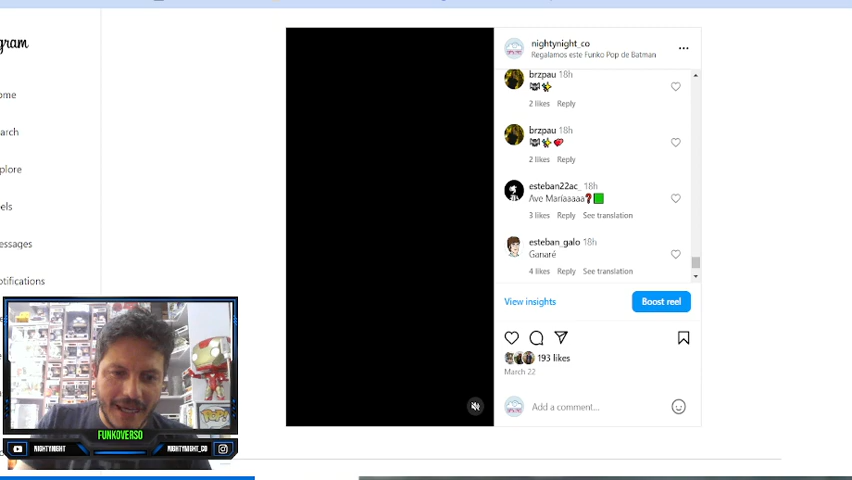 gram
ome
arch
plore
els
essages
otifications
nightynight_co
Regalamos este Funko Pop de Batman
brzpau 18h
2 likes Reply
brzpau 18h
2 likes Reply
esteban22ac_ 18h
Ave Maríaaaaa
3 likes Reply See translation
esteban_galo 18h
Ganaré
4 likes Reply See translation
View insights
Boost reel
193 likes
March 22
Add a comment...
POP!
FUNKOVERSO
NIGHTYNIGHT
NIGHTYNIGHT_CO